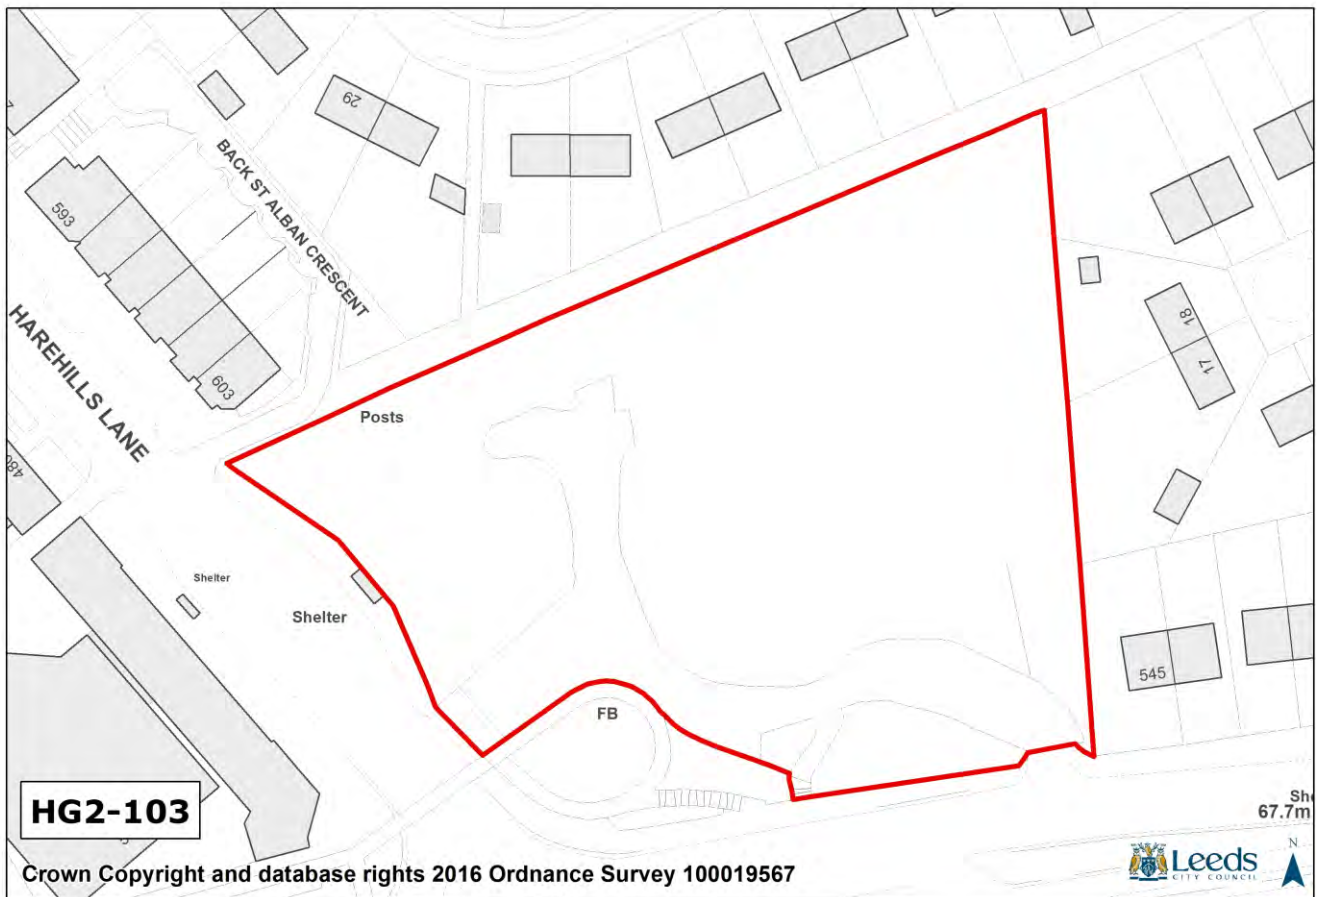 29
BACK ST ALBAN CRESCENT
593
HAREHILLS LANE
603
Posts
18
17
Shelter
Shelter
545
FB
HG2-103
67.7m
N
Crown Copyright and database rights 2016 Ordnance Survey 100019567
Leeds
CITY COUNCIL